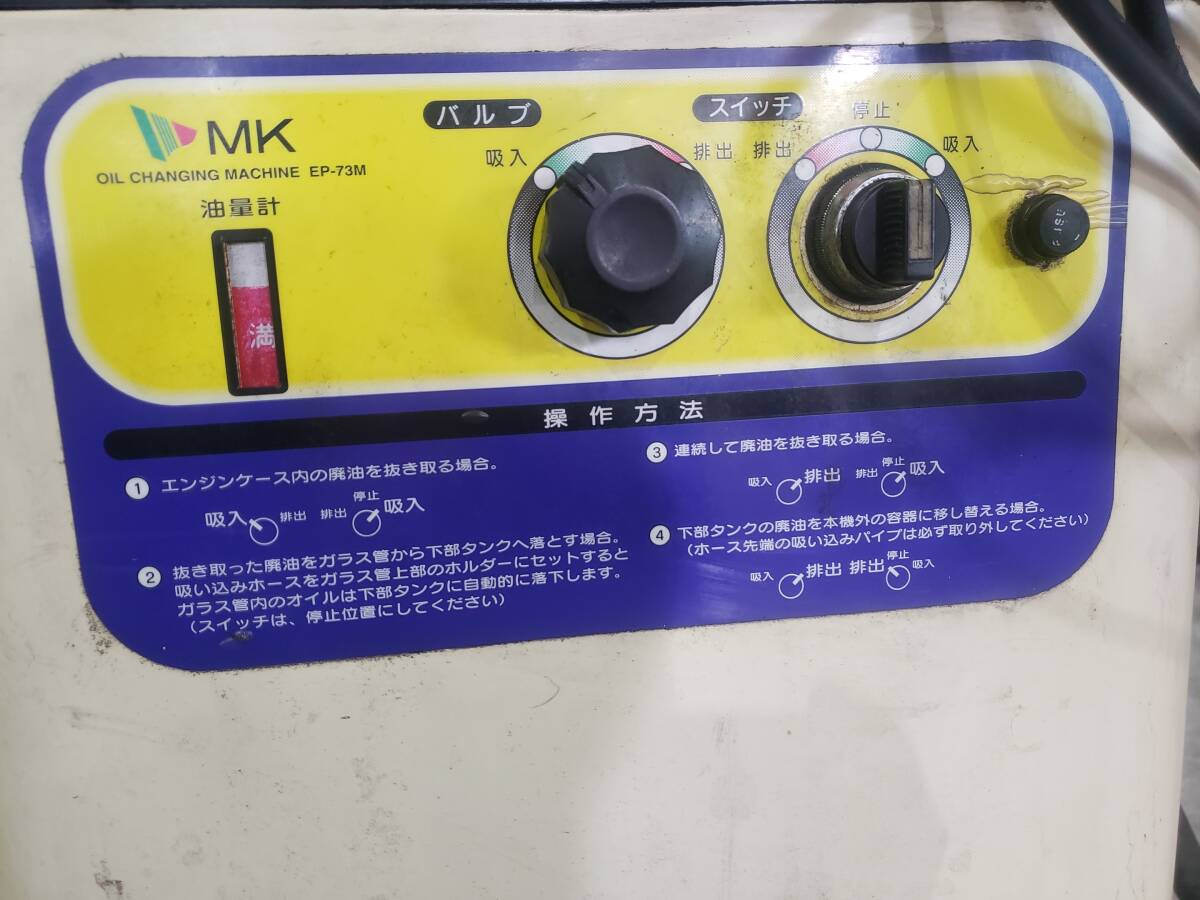 MK
OIL CHANGING MACHINE EP-73M
油量計
満
バルブ
吸入 排出
スイッチ
排出 停止 吸入
操作方法
① エンジンケース内の廃油を抜き取る場合。
吸入 排出 排出 停止 吸入
② 抜き取った廃油をガラス管から下部タンクへ落とす場合。
吸い込みホースをガラス管上部のホルダーにセットすると
ガラス管内のオイルは下部タンクに自動的に落下します。
（スイッチは、停止位置にしてください）
③ 連続して廃油を抜き取る場合。
吸入 排出 排出 停止 吸入
④ 下部タンクの廃油を本機外の容器に移し替える場合。
（ホース先端の吸い込みパイプは必ず取り外してください）
吸入 排出 排出 停止 吸入